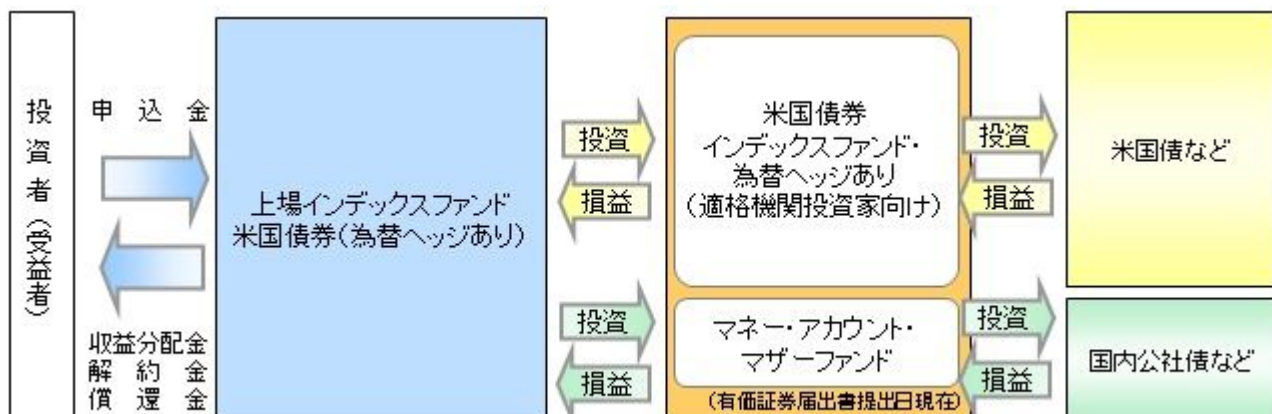 投資者(受益者)
申込金
収益分配金
解約金
償還金
上場インデックスファンド
米国債券(為替ヘッジあり)
投資
損益
投資
損益
米国債券
インデックスファンド・
為替ヘッジあり
(適格機関投資家向け)
マネー・アカウント・
マザーファンド
(有価証券届出書提出日現在)
投資
損益
投資
損益
米国債など
国内公社債など